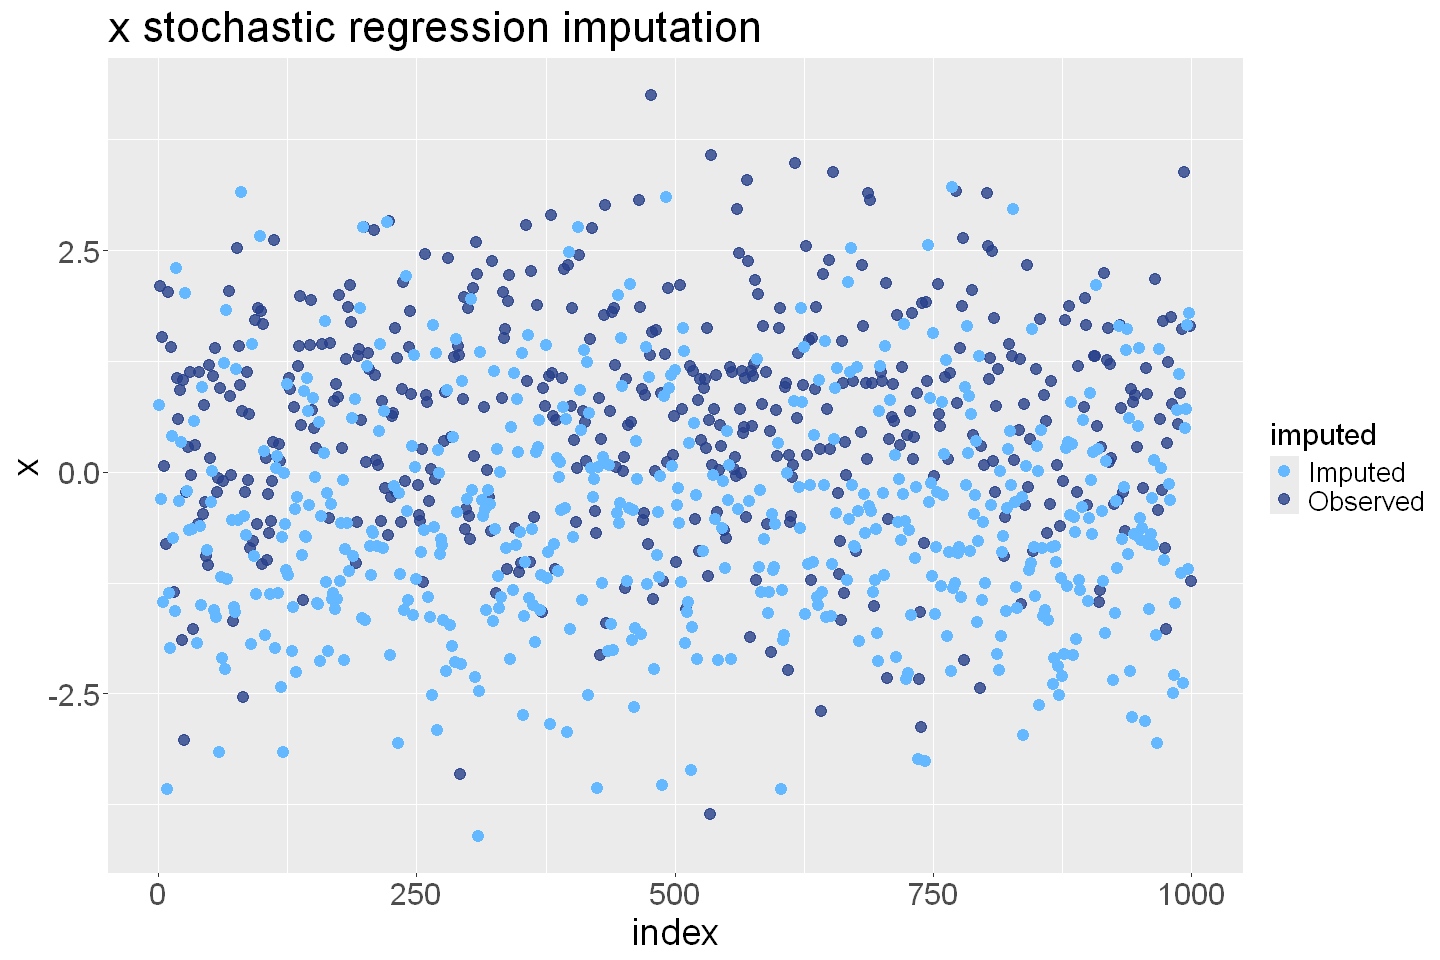 x stochastic regression imputation
2.5
0.0
-2.5
x
0
250
500
750
1000
index
imputed
Imputed
Observed